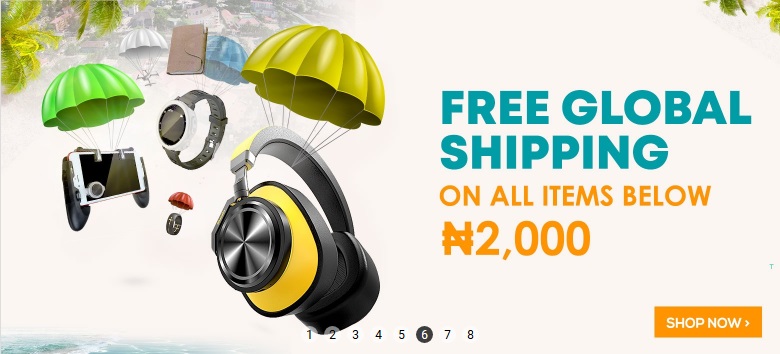 FREE GLOBAL
SHIPPING
ON ALL ITEMS BELOW
₦2,000
SHOP NOW ›
1 2 3 4 5 6 7 8
T